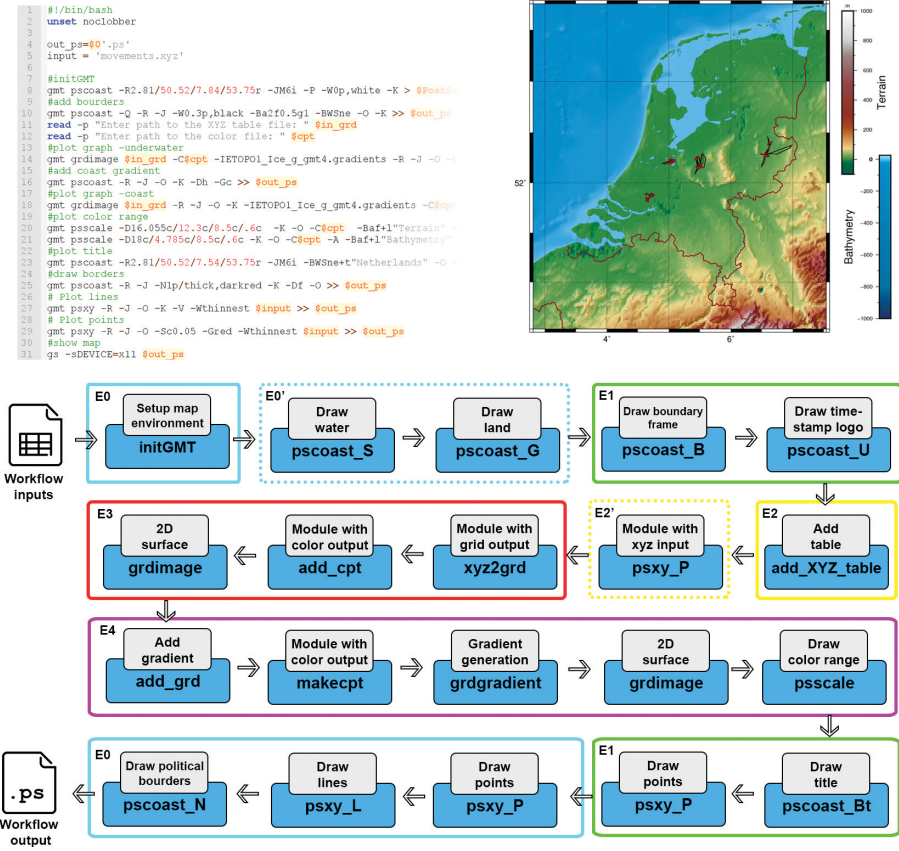 1 #!/bin/bash
2 unset noclobber
3
4 out_ps=$0'.ps'
5 input = 'movements.xyz'
6
7 #initGMT
8 gmt pscoast -R2.81/50.52/7.84/53.75r -JM6i -P -W0p,white -K >
9 #add bourders
10 gmt pscoast -Q -R -J -W0.3p,black -Ba2f0.5g1 -BWSne -O -K >> $out_ps
11 read -p "Enter path to the XYZ table file: " $in_grd
12 read -p "Enter path to the color file: " $cpt
13 #plot graph -underwater
14 gmt grdimage $in_grd -C$cpt -IETOPO1_Ice_g_gmt4.gradients -R -J -O
15 #add coast gradient
16 gmt pscoast -R -J -O -K -Dh -Gc >> $out_ps
17 #plot graph -coast
18 gmt grdimage $in_grd -R -J -O -K -IETOPO1_Ice_g_gmt4.gradients -C$cpt
19 #plot color range
20 gmt psscale -D16.055c/12.3c/8.5c/.6c -K -O -C$cpt -Baf+l"Terrain"
21 gmt psscale -D18c/4.785c/8.5c/.6c -K -O -C$cpt -A -Baf+l"Bathymetry"
22 #plot title
23 gmt pscoast -R2.81/50.52/7.54/53.75r -JM6i -BWSne+t"Netherlands" -O
24 #draw borders
25 gmt pscoast -R -J -N1p/thick,darkred -K -Df -O >> $out_ps
26 # Plot lines
27 gmt psxy -R -J -O -K -V -Wthinnest $input >> $out_ps
28 # Plot points
29 gmt psxy -R -J -O -Sc0.05 -Gred -Wthinnest $input >> $out_ps
30 #show map
31 gs -sDEVICE=x11 $out_ps
52°
4°
6°
m
1000
800
600
400
200
0
Terrain
0
-200
-400
-600
-800
-1000
Bathymetry
Workflow
inputs
E0
Setup map
environment
initGMT
E0'
Draw
water
pscoast_S
Draw
land
pscoast_G
E1
Draw boundary
frame
pscoast_B
Draw time-
stamp logo
pscoast_U
E3
2D
surface
grdimage
Module with
color output
add_cpt
Module with
grid output
xyz2grd
E2'
Module with
xyz input
psxy_P
E2
Add
table
add_XYZ_table
E4
Add
gradient
add_grd
Module with
color output
makecpt
Gradient
generation
grdgradient
2D
surface
grdimage
Draw
color range
psscale
.ps
Workflow
output
E0
Draw political
bourders
pscoast_N
Draw
lines
psxy_L
Draw
points
psxy_P
E1
Draw
points
psxy_P
Draw
title
pscoast_Bt